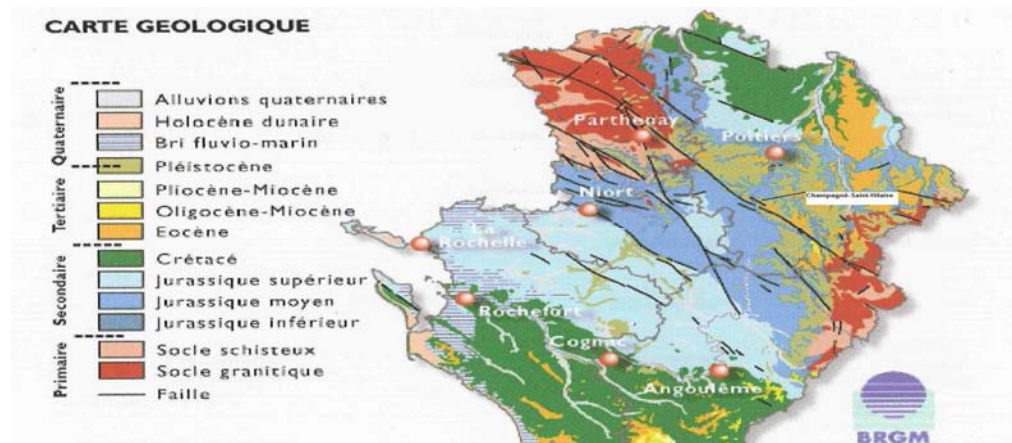 CARTE GEOLOGIQUE
Quaternaire
Alluvions quaternaires
Holocène dunaire
Bri fluvio-marin
Pléistocène
Tertiaire
Pliocène-Miocène
Oligocène-Miocène
Eocène
Secondaire
Crétacé
Jurassique supérieur
Jurassique moyen
Jurassique inférieur
Primaire
Socle schisteux
Socle granitique
Faille
Parthenay
Poitiers
Champagné-Saint-Hilaire
Niort
La
Rochelle
Rochefort
Cognac
Angoulême
BRGM